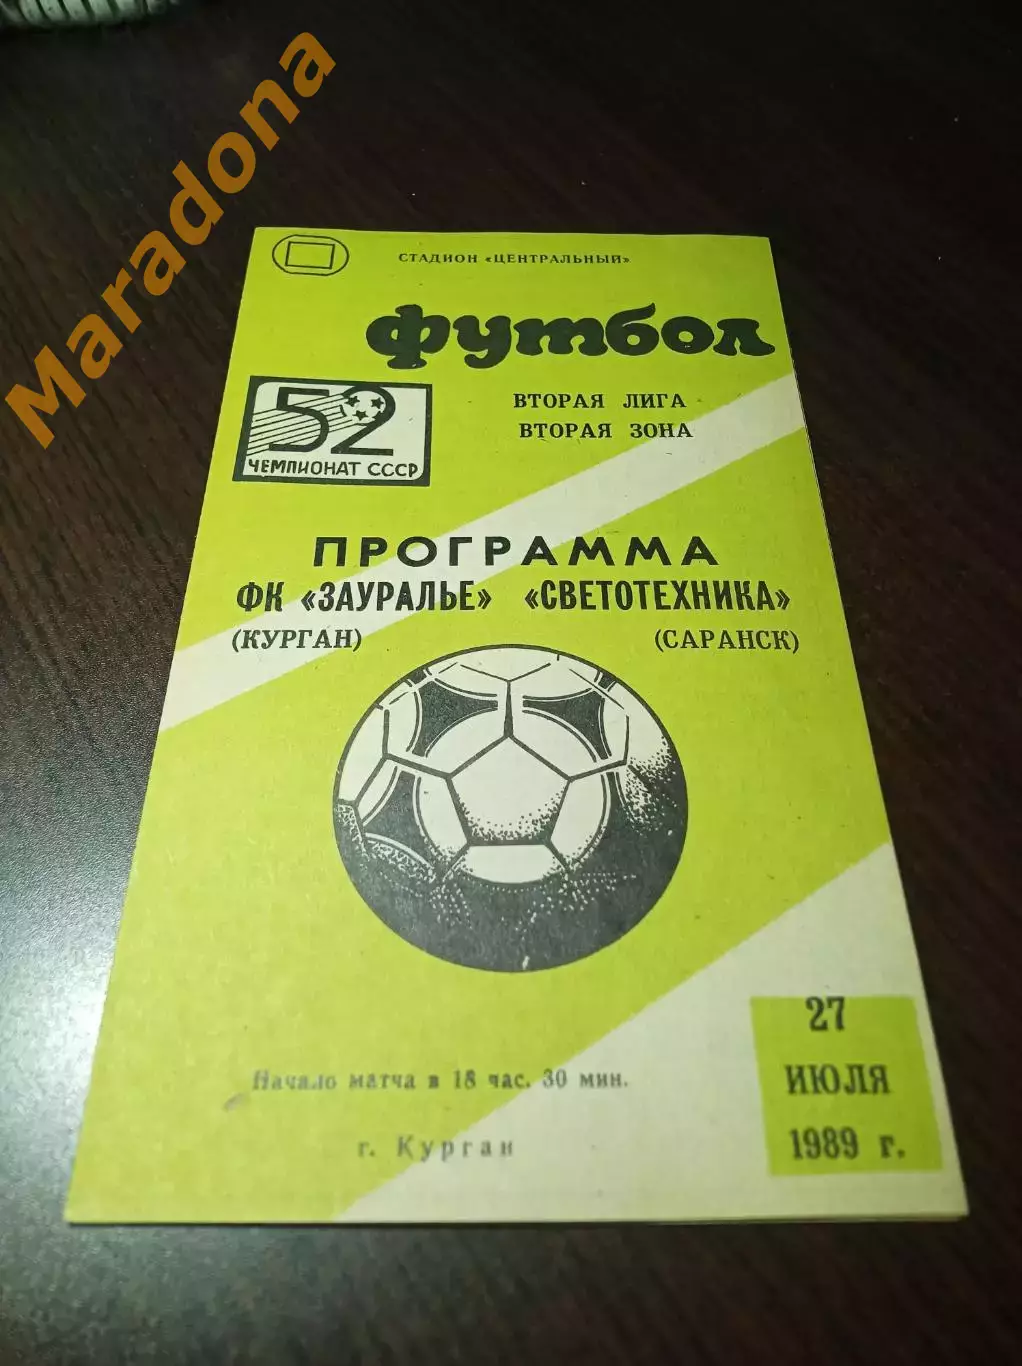 Maradona
СТАДИОН «ЦЕНТРАЛЬНЫЙ»
футбол
52
ЧЕМПИОНАТ СССР
ВТОРАЯ ЛИГА
ВТОРАЯ ЗОНА
ПРОГРАММА
ФК «ЗАУРАЛЬЕ» «СВЕТОТЕХНИКА»
(КУРГАН) (САРАНСК)
27
ИЮЛЯ
1989 г.
Начало матча в 18 час. 30 мин.
г. Курган